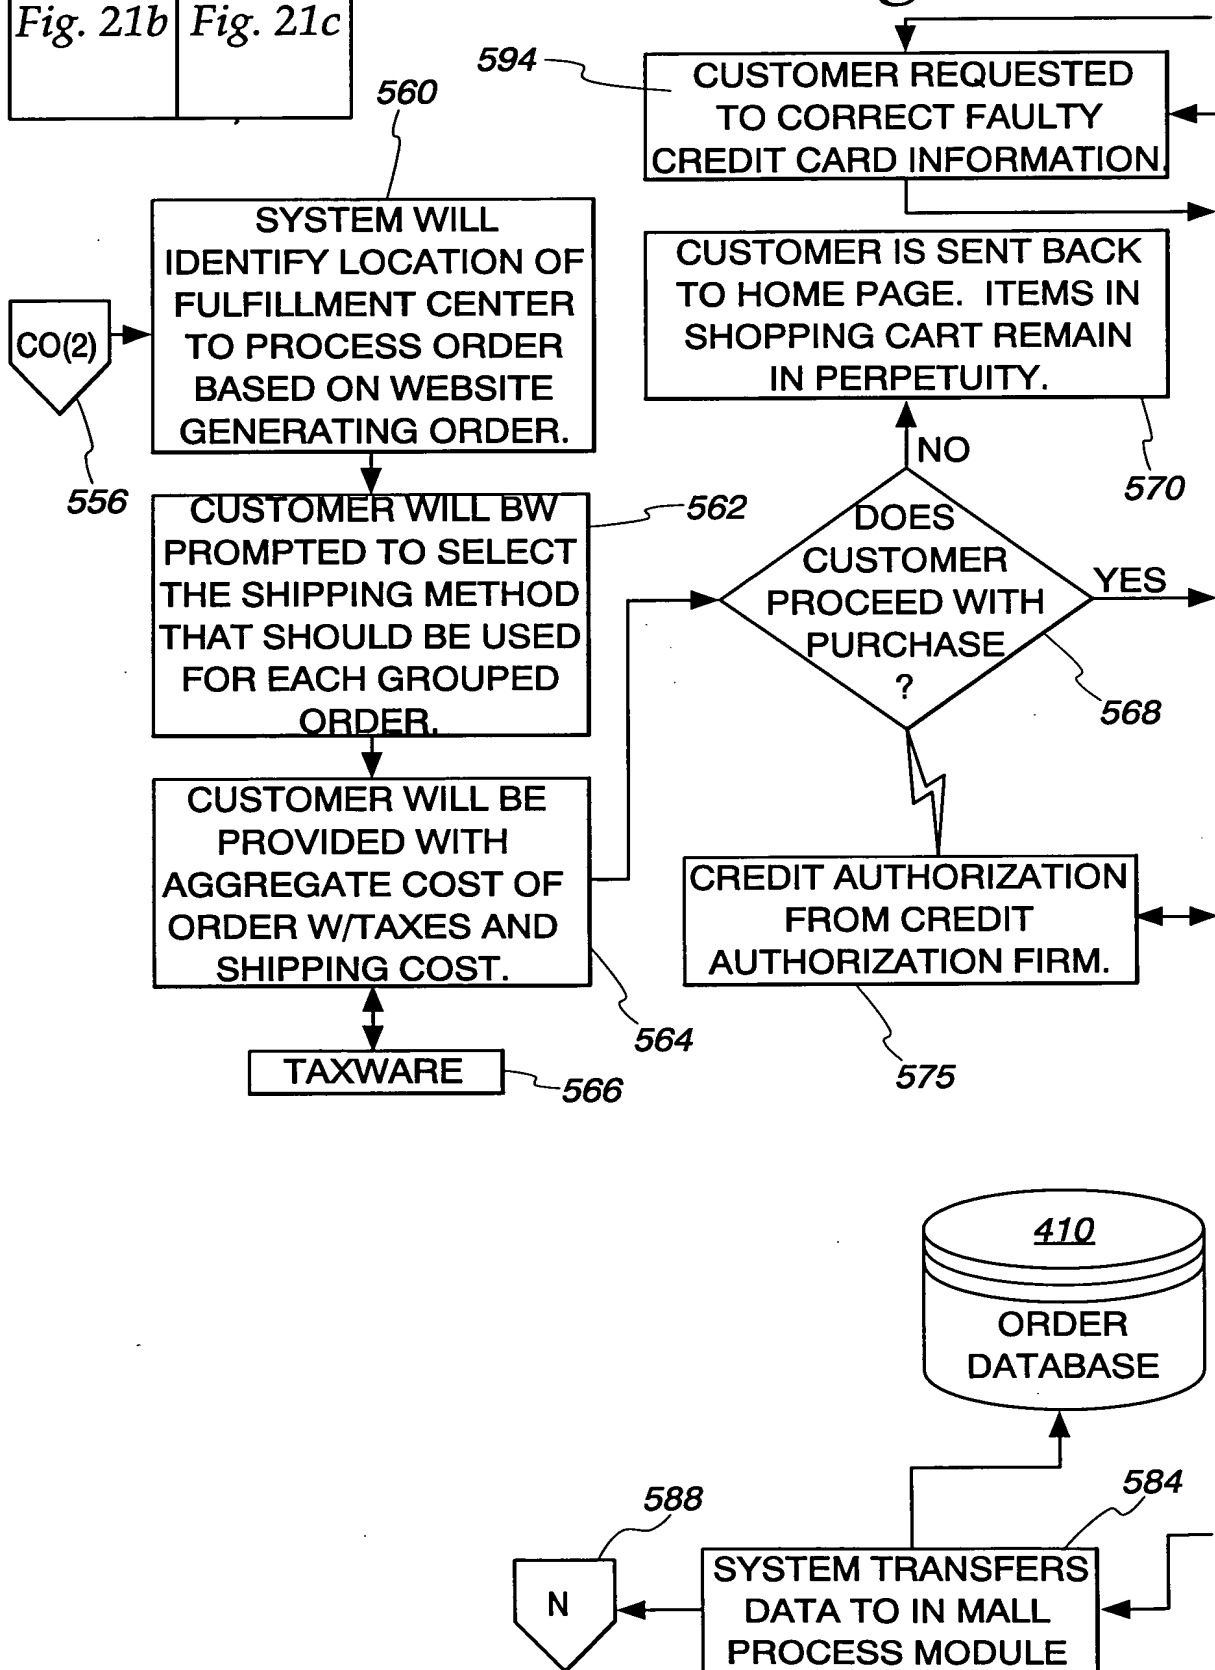 Fig. 21b Fig. 21c
594
CUSTOMER REQUESTED
TO CORRECT FAULTY
CREDIT CARD INFORMATION.
560
SYSTEM WILL
IDENTIFY LOCATION OF
FULFILLMENT CENTER
TO PROCESS ORDER
BASED ON WEBSITE
GENERATING ORDER.
CO(2)
556
CUSTOMER IS SENT BACK
TO HOME PAGE. ITEMS IN
SHOPPING CART REMAIN
IN PERPETUITY.
570
NO
CUSTOMER WILL BW
PROMPTED TO SELECT
THE SHIPPING METHOD
THAT SHOULD BE USED
FOR EACH GROUPED
ORDER.
562
DOES
CUSTOMER
PROCEED WITH
PURCHASE
?
YES
568
CUSTOMER WILL BE
PROVIDED WITH
AGGREGATE COST OF
ORDER W/TAXES AND
SHIPPING COST.
564
CREDIT AUTHORIZATION
FROM CREDIT
AUTHORIZATION FIRM.
575
TAXWARE
566
410
ORDER
DATABASE
588
584
N
SYSTEM TRANSFERS
DATA TO IN MALL
PROCESS MODULE